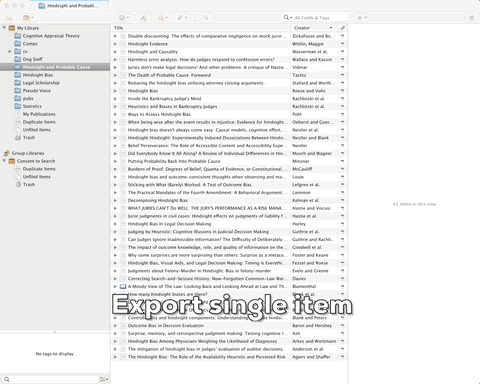 Hindsight and Probabl...
All Fields & Tags
My Library
Cognitive Appraisal Theory
Comps
cv
Dog Sniff
Hindsight and Probable Cause
Hindsight Bias
Legal Scholarship
Pseudo Voice
pubs
Statistics
My Publications
Duplicate Items
Unfiled Items
Trash
Group Libraries
Consent to Search
Duplicate Items
Unfiled Items
Trash
No tags to display
Title Creator
Double discounting: The effects of comparative negligence on mock juror ... Zickafoose and Bo
Hindsight Evidence Wittlin, Maggie
Hindsight and Causality Wasserman et al.
Harmless error analysis: How do judges respond to confession errors? Wallace and Kassin
Jurors don't make legal decisions! And other problems: A critique of Hastie... Vidmar
The Death of Probable Cause: Foreword Taslitz
Reducing the hindsight bias utilizing attorney closing arguments. Stallard and Worth
Hindsight Bias Roese and Vohs
Inside the Bankruptcy Judge's Mind Rachlinski et al.
Heuristics and Biases in Bankruptcy Judges Rachlinski et al.
Ways to Assess Hindsight Bias Pohl
When being wise after the event results in injustice: Evidence for Hindsight... Oeberst and Goec
Hindsight bias doesn't always come easy: Causal models, cognitive effort, ... Nestler et al.
Hindsight Hindsight: Experimentally Induced Dissociations Between Hindsi... Nestler and Blank
Belief Perseverance: The Role of Accessible Content and Accessibility Expe... Nestler et al.
Did Everybody Know It All Along? A Review of Individual Differences in Hin... Musch and Wagner
Putting Probability Back Into Probable Cause Minzner
Burdens of Proof: Degrees of Belief, Quanta of Evidence, or Constitutional ... McCauliff
Hindsight bias and outcome-consistent thoughts when observing and ma... Louie
Sticking with What (Barely) Worked: A Test of Outcome Bias Lefgren et al.
The Practical Mandates of the Fourth Amendment: A Behavioral Argument... Lammon
Decomposing Hindsight Bias Kelman et al.
WHAT JURIES CAN'T DO WELL: THE JURY'S PERFORMANCE AS A RISK MANA... Hastie and Viscusi
Juror judgments in civil cases: Hindsight effects on judgments of liability f... Hastie et al.
Hindsight Bias In Legal Decision Making Harley
Judging by Heuristic: Cognitive Illusions in Judicial Decision Making Guthrie et al.
Can Judges Ignore Inadmissible Information? The Difficulty of Deliberately ... Guthrie and Rachli
The impact of outcome knowledge, role, and quality of information on the... Goodwill et al.
Why some surprises are more surprising than others: Surprise as a metaco... Foster and Keane
Hindsight Bias, Visual Aids, and Legal Decision Making: Timing is Everythin... Fessel and Roese
Judgments about Felony-Murder in Hindsight: Bias in felony-murder Evelo and Greene
Correcting Search-and-Seizure History: Now-Forgotten Common-Law War... Davies
A Moody View of The Law: Looking Back and Looking Ahead at Law and Th... Blumenthal
How many hindsight biases are there?
Outcome Bias in Decision Evaluation Baron and Hershey
Surprise, memory, and retrospective judgment making: Testing cognitive r... Ash
Hindsight Bias Among Physicians Weighing the Likelihood of Diagnoses Arkes and Wortmann
The mitigation of hindsight bias in judges' evaluation of auditor decisions. Anderson et al.
The Hindsight Bias: The Role of the Availability Heuristic and Perceived Risk Agans and Shaffer
42 items in this view
Export single item